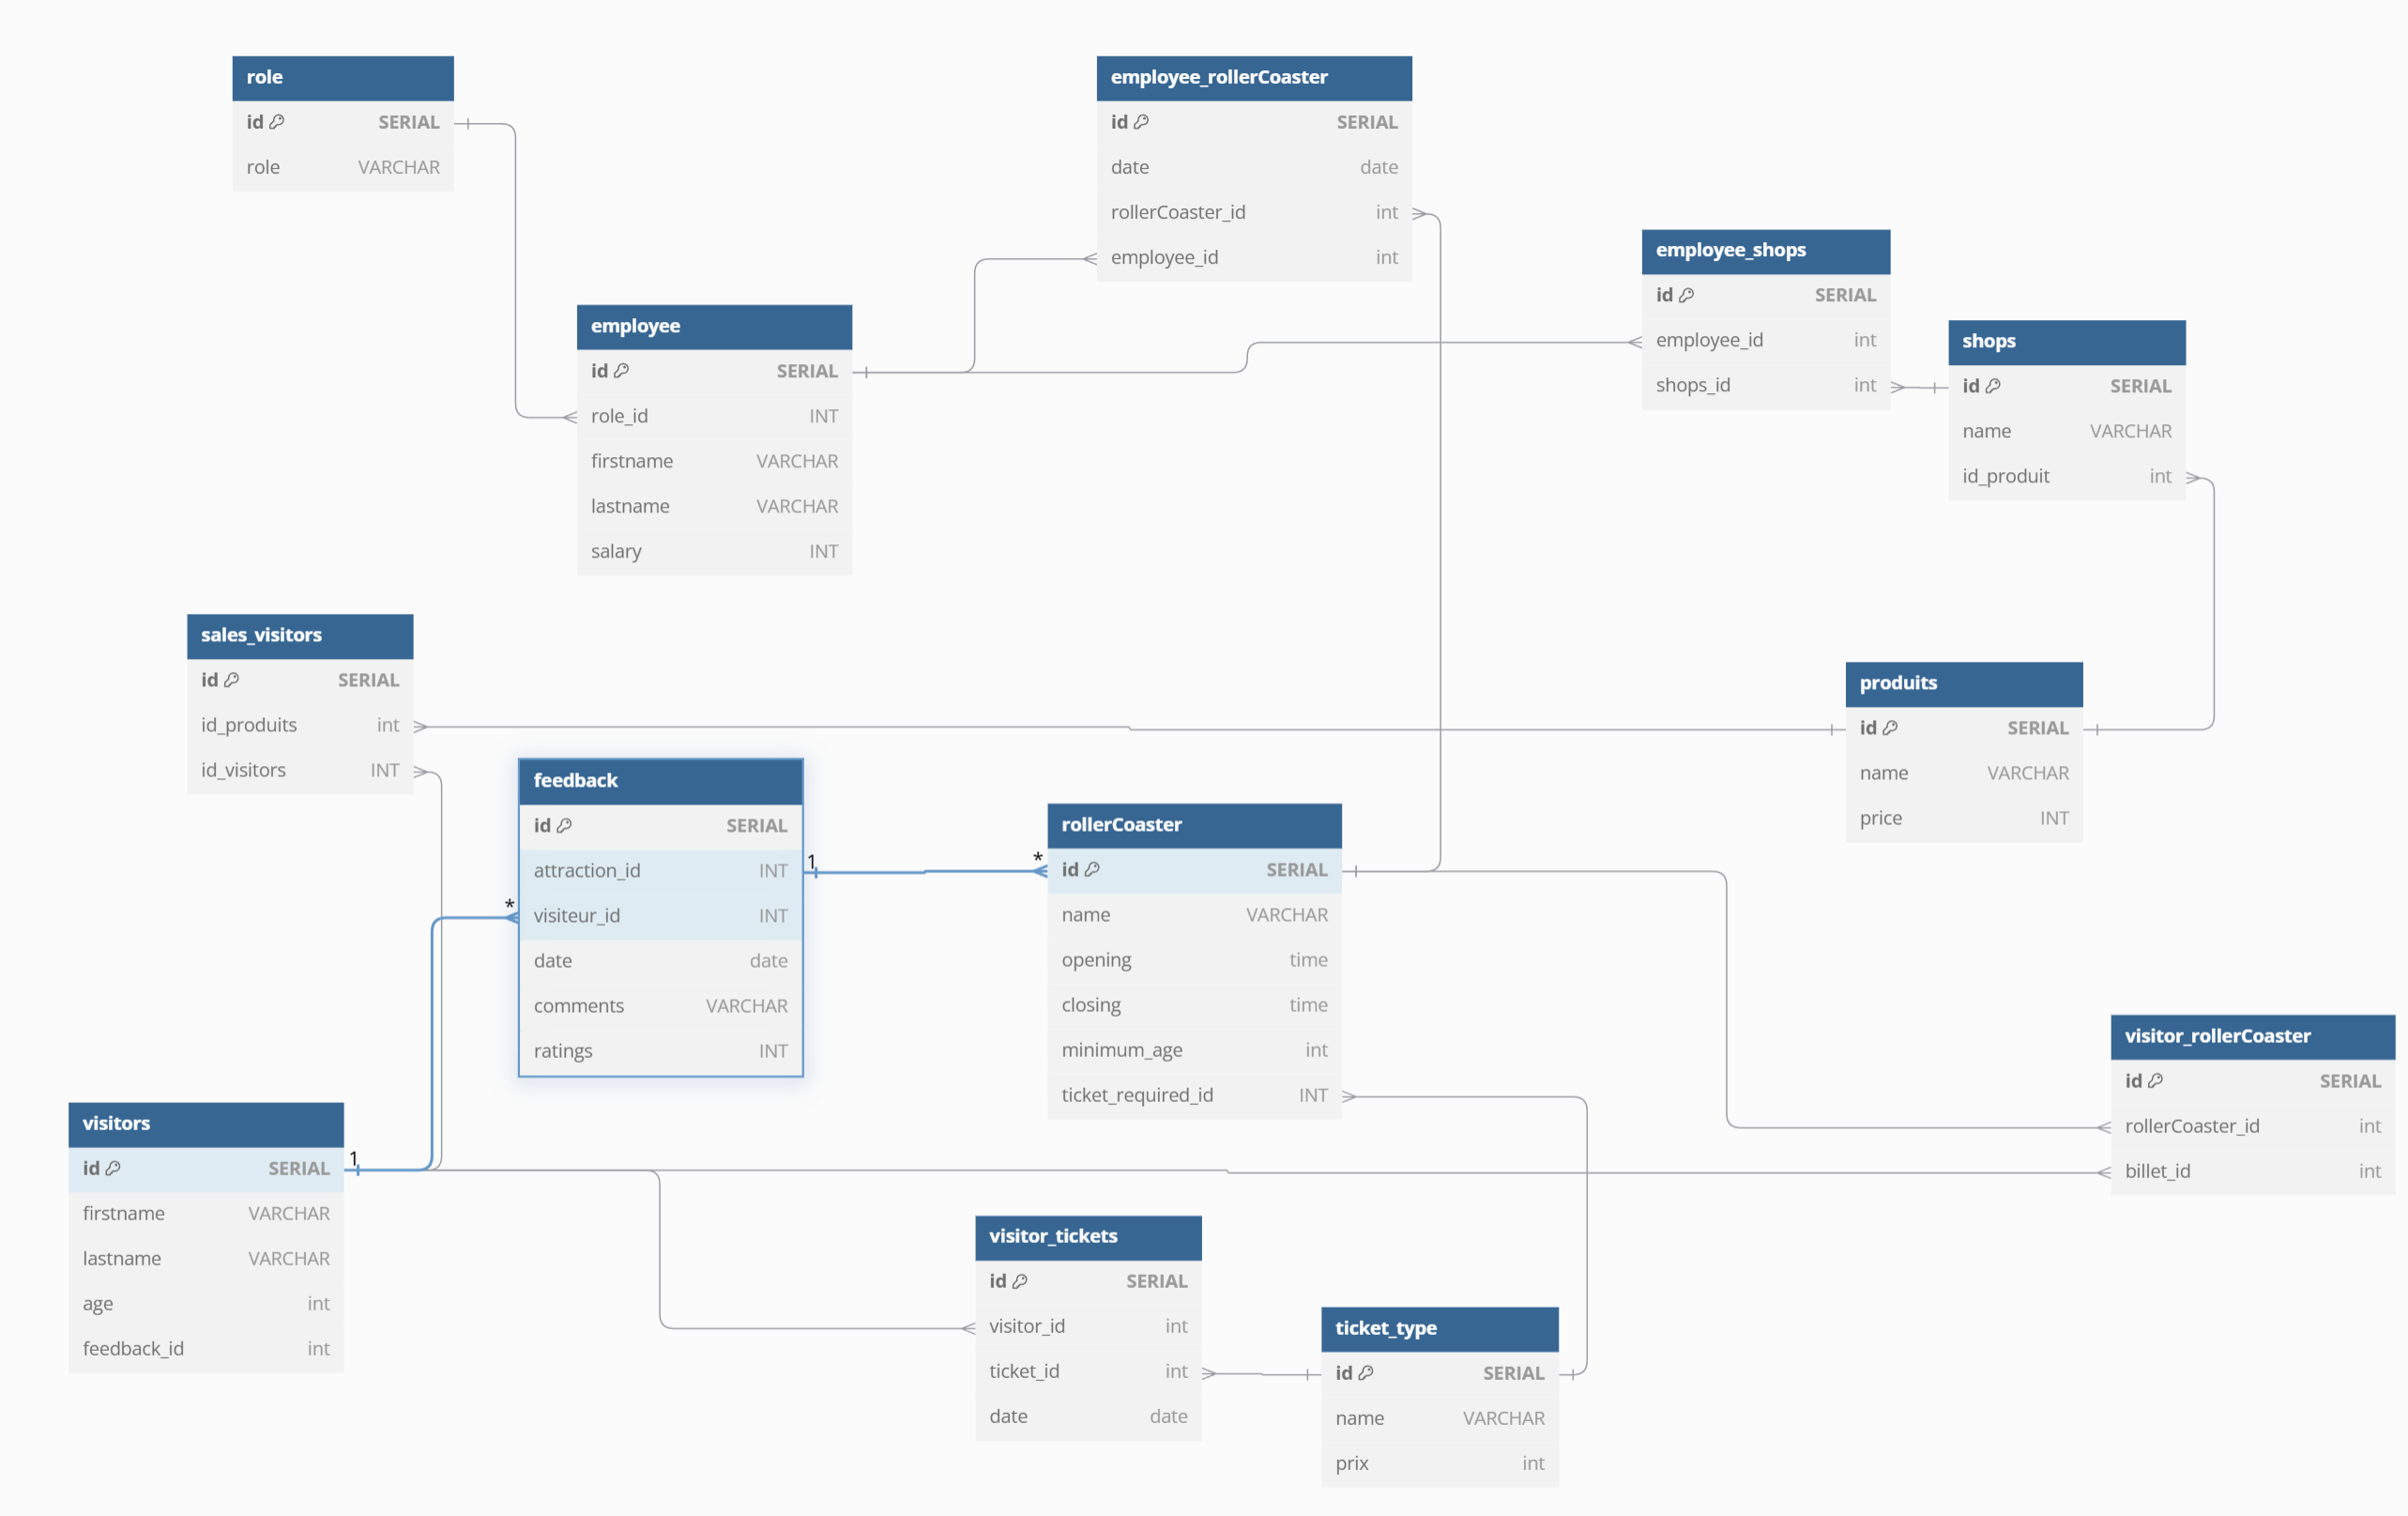 role
id SERIAL
role VARCHAR
employee_rollerCoaster
id SERIAL
date date
rollerCoaster_id int
employee_id int
employee_shops
id SERIAL
employee_id int
shops_id int
shops
id SERIAL
name VARCHAR
id_produit int
employee
id SERIAL
role_id INT
firstname VARCHAR
lastname VARCHAR
salary INT
sales_visitors
id SERIAL
id_produits int
id_visitors INT
produits
id SERIAL
name VARCHAR
price INT
feedback
id SERIAL
attraction_id INT
visiteur_id INT
date date
comments VARCHAR
ratings INT
1
*
*
1
rollerCoaster
id SERIAL
name VARCHAR
opening time
closing time
minimum_age int
ticket_required_id INT
visitor_rollerCoaster
id SERIAL
rollerCoaster_id int
billet_id int
visitors
id SERIAL
firstname VARCHAR
lastname VARCHAR
age int
feedback_id int
visitor_tickets
id SERIAL
visitor_id int
ticket_id int
date date
ticket_type
id SERIAL
name VARCHAR
prix int